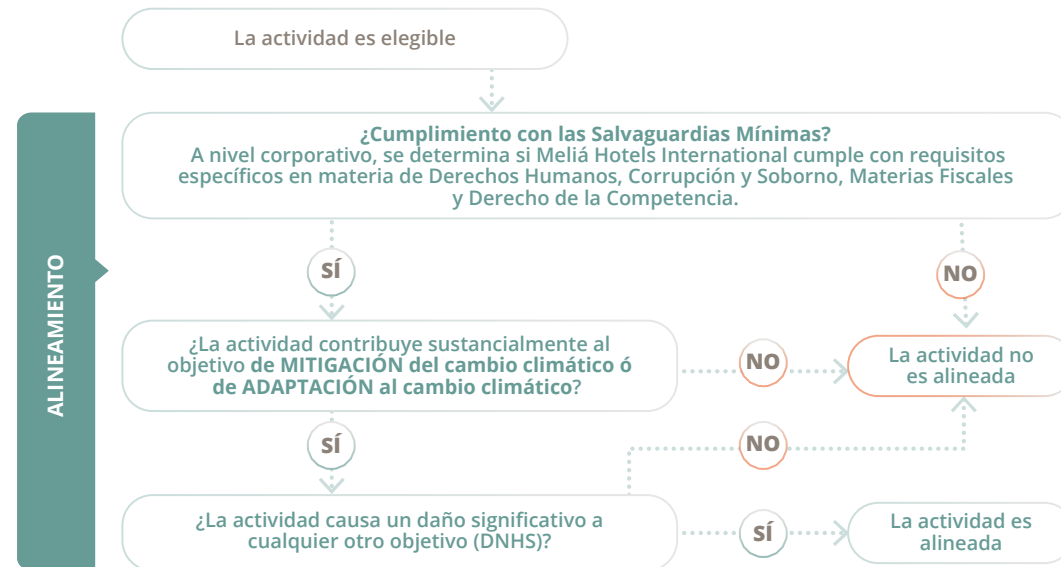 La actividad es elegible
ALINEAMIENTO
¿Cumplimiento con las Salvaguardias Mínimas?
A nivel corporativo, se determina si Meliá Hotels International cumple con requisitos
específicos en materia de Derechos Humanos, Corrupción y Soborno, Materias Fiscales
y Derecho de la Competencia.
SÍ
NO
¿La actividad contribuye sustancialmente al
objetivo de MITIGACIÓN del cambio climático ó
de ADAPTACIÓN al cambio climático?
NO
La actividad no
es alineada
SÍ
NO
¿La actividad causa un daño significativo a
cualquier otro objetivo (DNHS)?
SÍ
La actividad es
alineada